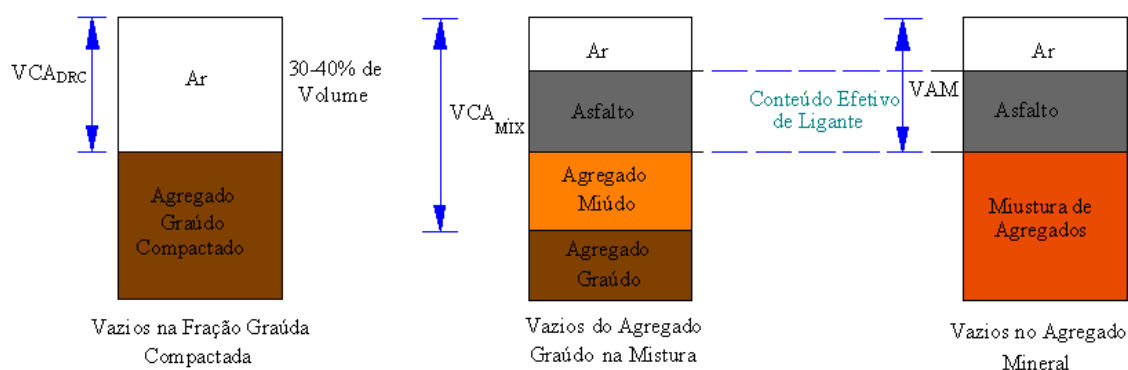 VCADRC
Ar
30-40% de
Volume
Agregado
Graúdo
Compactado
Vazios na Fração Graúda
Compactada
VCA
MIX
Ar
Asfalto
Agregado
Miúdo
Agregado
Graúdo
Vazios do Agregado
Graúdo na Mistura
Conteúdo Efetivo
de Ligante
VAM
Ar
Asfalto
Miustura de
Agregados
Vazios no Agregado
Mineral